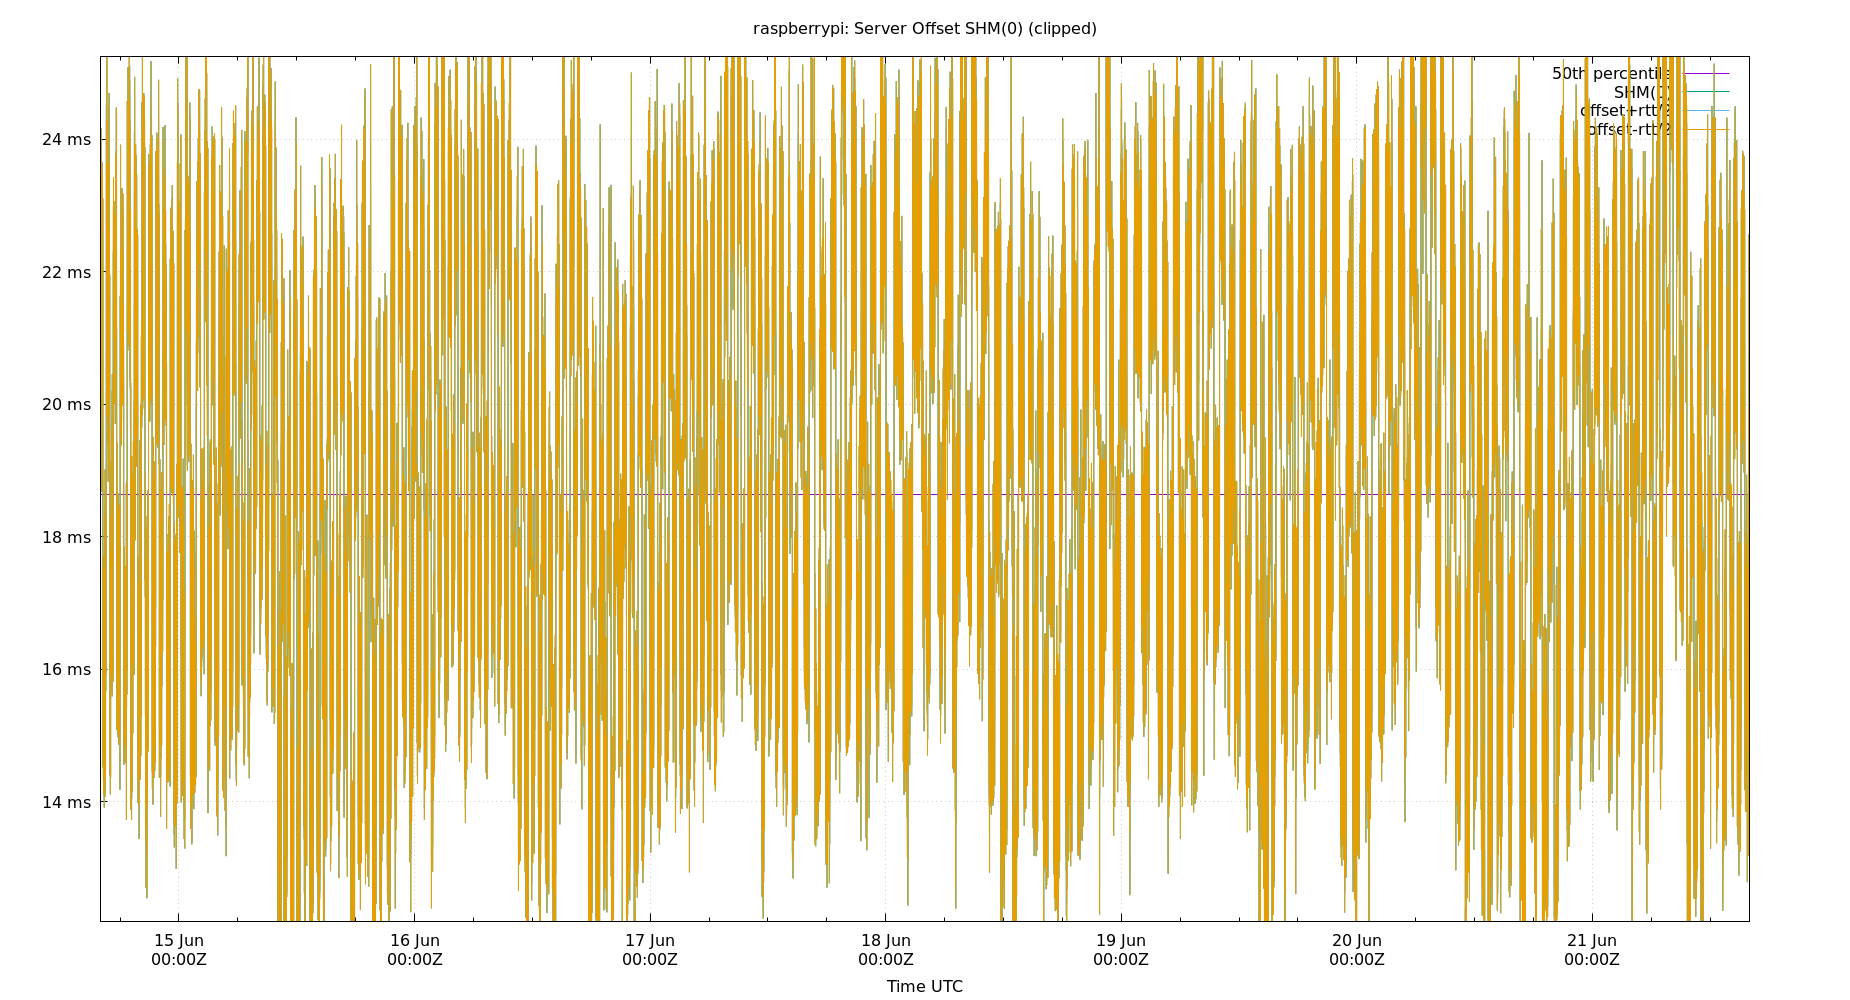 raspberrypi: Server Offset SHM(0) (clipped)
50th percentile
SHM(0)
offset+rtt/2
offset-rtt/2
24 ms
22 ms
20 ms
18 ms
16 ms
14 ms
15 Jun 16 Jun 17 Jun 18 Jun 19 Jun 20 Jun 21 Jun
00:00Z 00:00Z 00:00Z 00:00Z 00:00Z 00:00Z 00:00Z
Time UTC